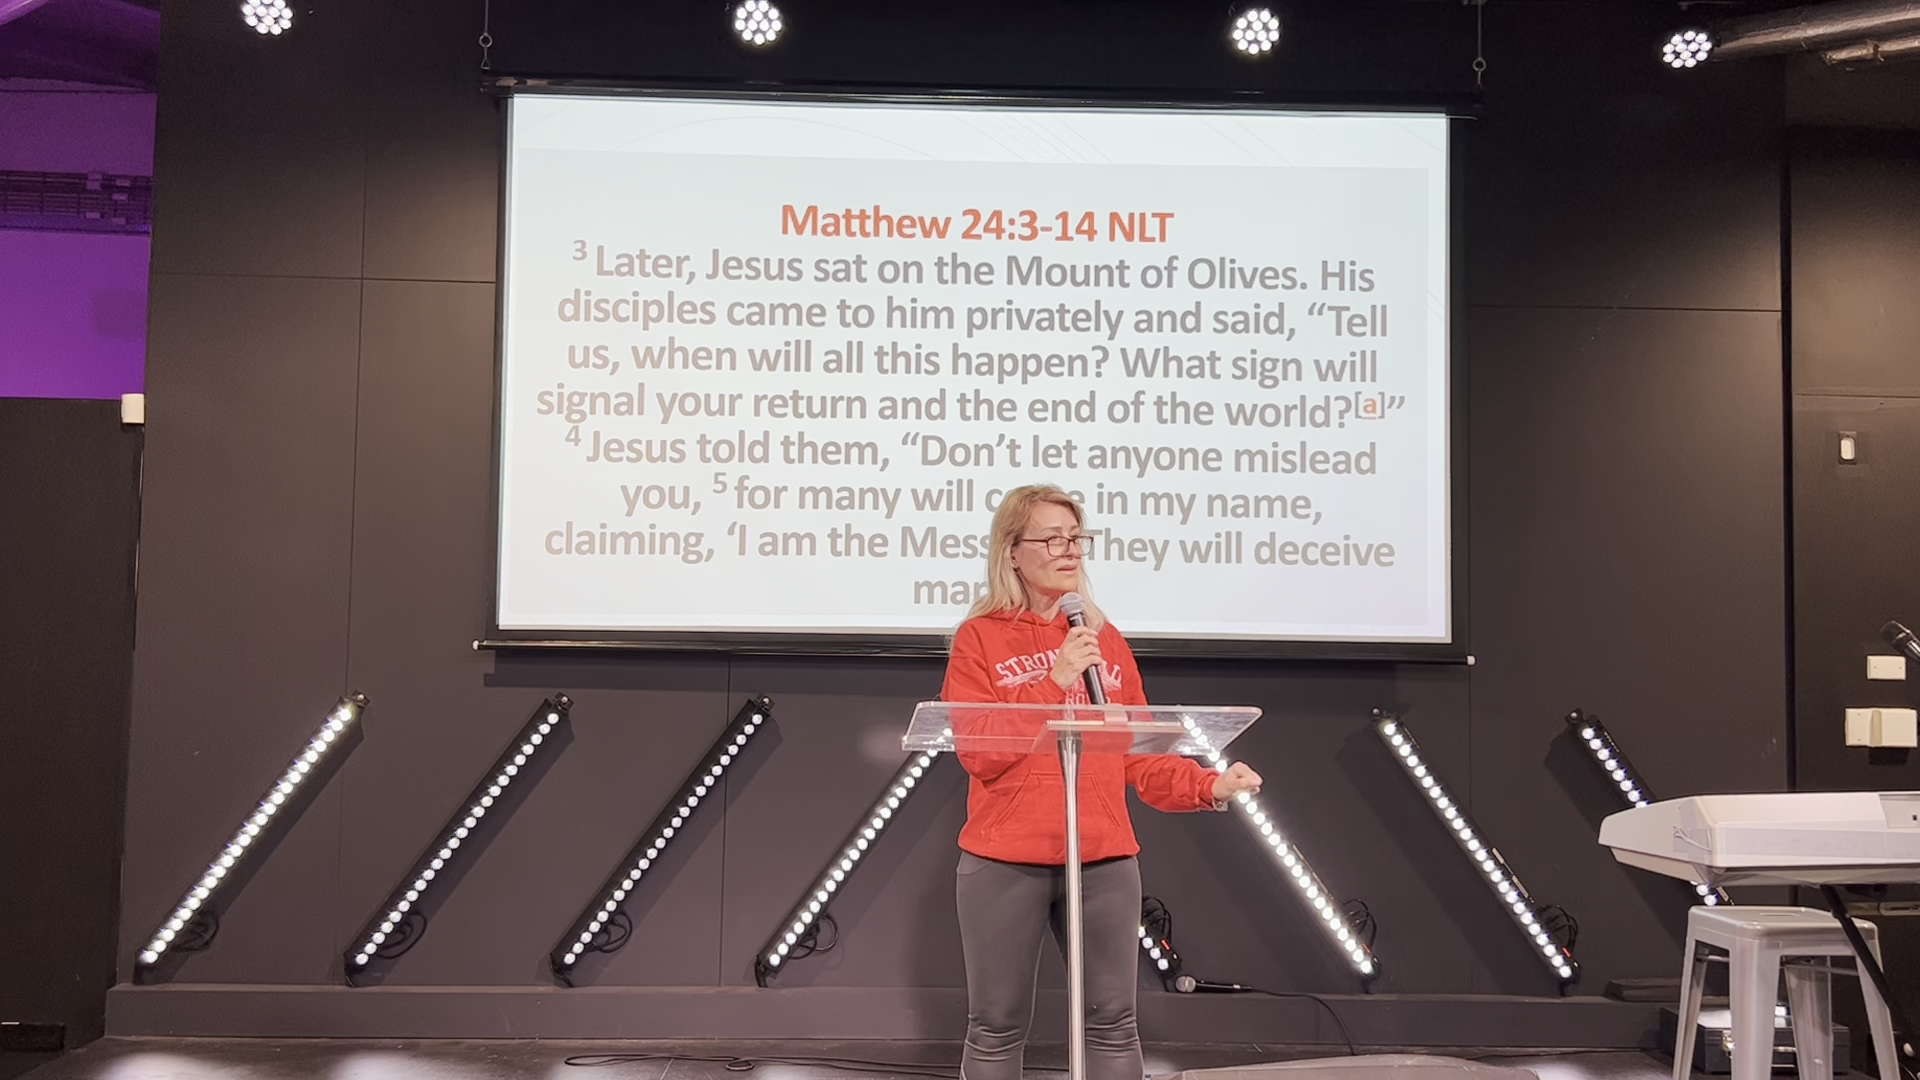 Matthew 24:3-14 NLT
3 Later, Jesus sat on the Mount of Olives. His
disciples came to him privately and said, “Tell
us, when will all this happen? What sign will
signal your return and the end of the world?[a]”
4 Jesus told them, “Don’t let anyone mislead
you, 5 for many will in my name,
claiming, ‘I am the They will deceive